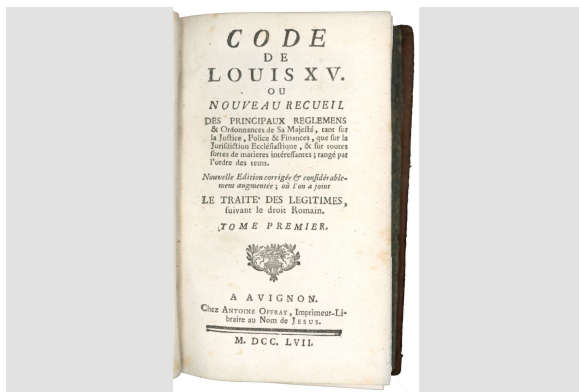 CODE
DE
LOUIS XV.
OU
NOUVEAU RECUEIL
DES PRINCIPAUX REGLEMENS
& Ordonnances de Sa Majeſté, tant ſur
la Juſtice, Police & Finances, que ſur la
Juriſdiction Eccléſiaſtique, & ſur toutes
ſortes de matieres intéreſſantes; rangé par
l'ordre des tems.
Nouvelle Edition corrigée & conſidérable-
ment augmentée; où l'on a joint
LE TRAITE' DES LEGITIMES,
ſuivant le droit Romain.
TOME PREMIER.
A AVIGNON.
Chez ANTOINE OFFRAY, Imprimeur-Li-
braire au Nom de JESUS.
M. DCC. LVII.